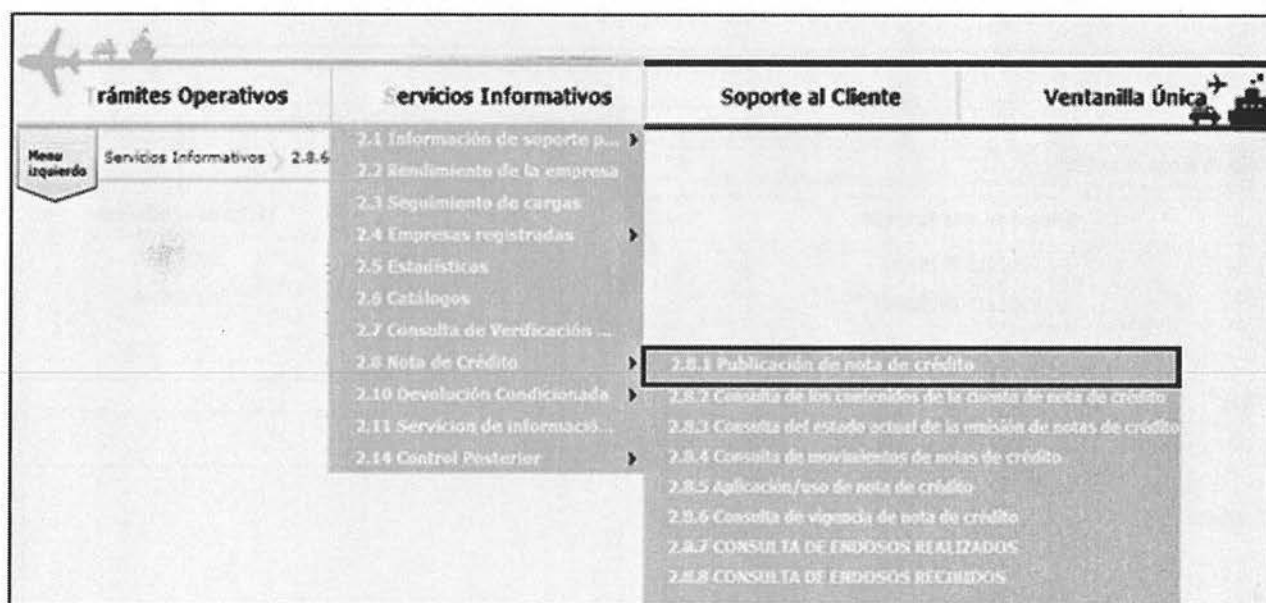 Trámites Operativos
Servicios Informativos
Soporte al Cliente
Ventanilla Única
Menu
izquierdo
Servicios Informativos
2.8.6
2.1 Información de soporte p...
2.2 Rendimiento de la empresa
2.3 Seguimiento de cargas
2.4 Empresas registradas
2.5 Estadísticas
2.6 Catálogos
2.7 Consulta de Verificación ...
2.8 Nota de Crédito
2.10 Devolución Condicionada
2.11 Servicion de informació...
2.14 Control Posterior
2.8.1 Publicación de nota de crédito
2.8.2 Consulta de los contenidos de la cuenta de nota de crédito
2.8.3 Consulta del estado actual de la emisión de notas de crédito
2.8.4 Consulta de movimientos de notas de crédito
2.8.5 Aplicación/uso de nota de crédito
2.8.6 Consulta de vigencia de nota de crédito
2.8.7 CONSULTA DE ENDOSOS REALIZADOS
2.8.8 CONSULTA DE ENDOSOS RECIBIDOS